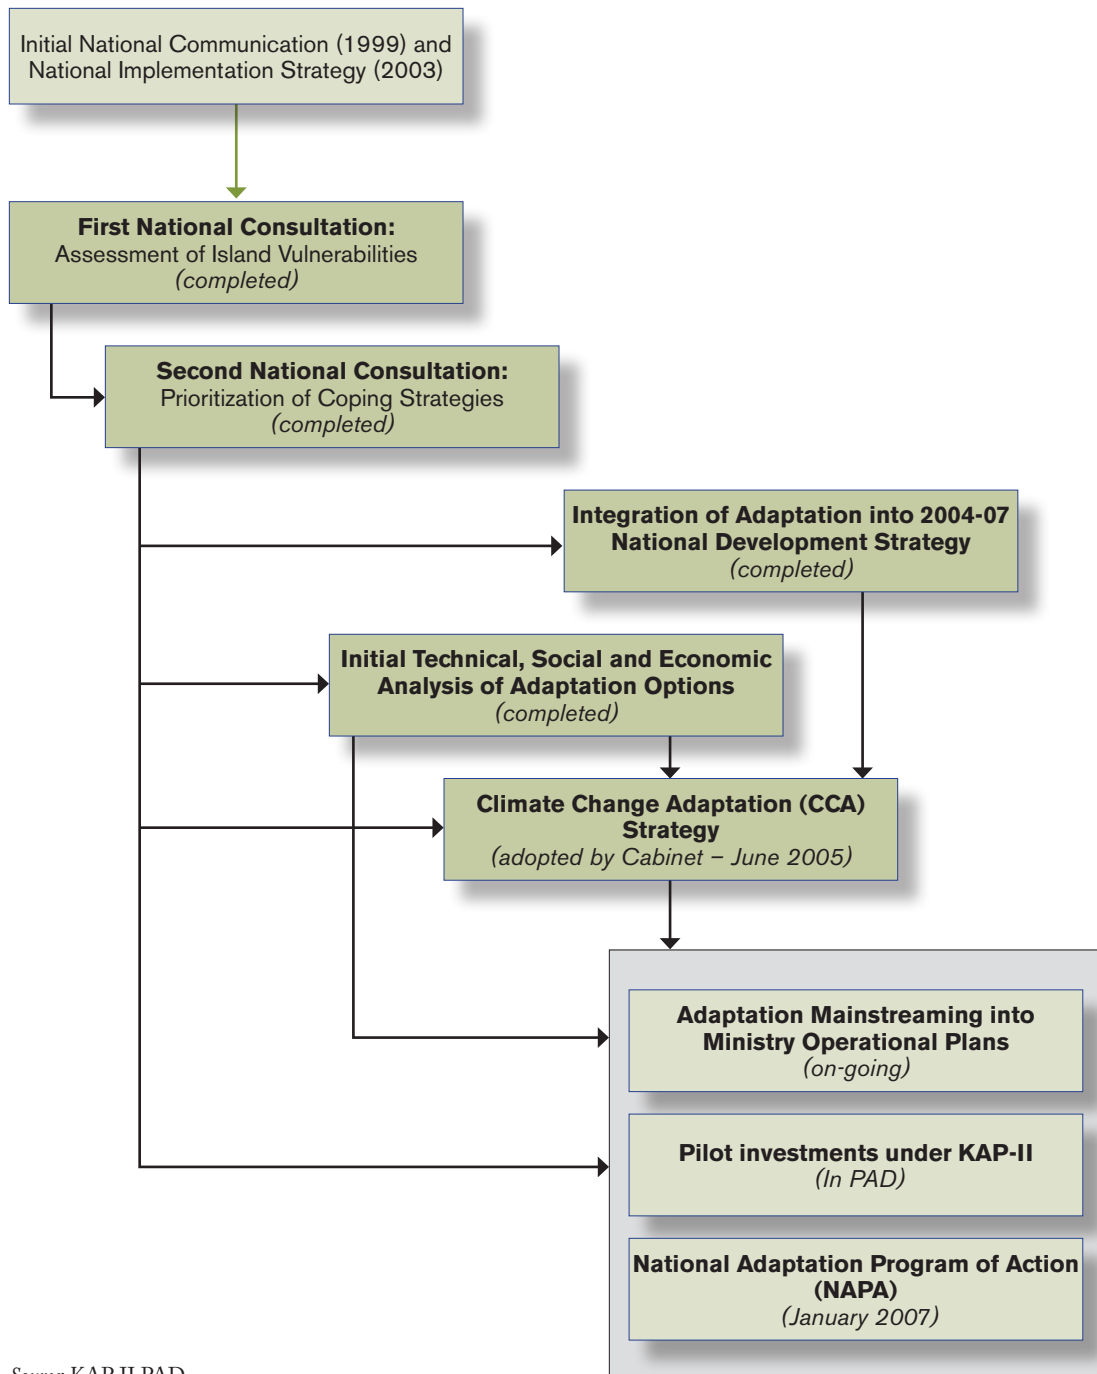 Initial National Communication (1999) and
National Implementation Strategy (2003)
First National Consultation:
Assessment of Island Vulnerabilities
(completed)
Second National Consultation:
Prioritization of Coping Strategies
(completed)
Integration of Adaptation into 2004-07
National Development Strategy
(completed)
Initial Technical, Social and Economic
Analysis of Adaptation Options
(completed)
Climate Change Adaptation (CCA)
Strategy
(adopted by Cabinet – June 2005)
Adaptation Mainstreaming into
Ministry Operational Plans
(on-going)
Pilot investments under KAP-II
(In PAD)
National Adaptation Program of Action
(NAPA)
(January 2007)
Source: KAP II PAD